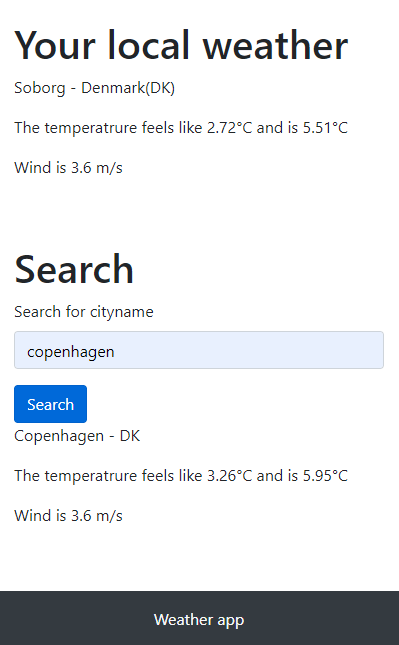 Your local weather
Soborg - Denmark(DK)
The temperatrure feels like 2.72°C and is 5.51°C
Wind is 3.6 m/s
Search
Search for cityname
copenhagen
Search
Copenhagen - DK
The temperatrure feels like 3.26°C and is 5.95°C
Wind is 3.6 m/s
Weather app